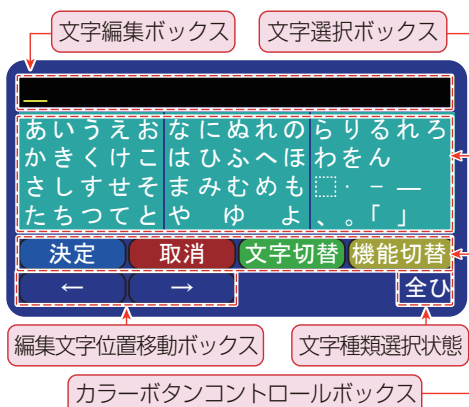 文字編集ボックス 文字選択ボックス
あいうえおなにぬれのらりるれろ
かきくけこはひふへほわをん
さしすせそまみむめも⬚・－―
たちつてとや ゆ よ、。「」
決定 取消 文字切替 機能切替
← → 全ひ
編集文字位置移動ボックス 文字種類選択状態
カラーボタンコントロールボックス